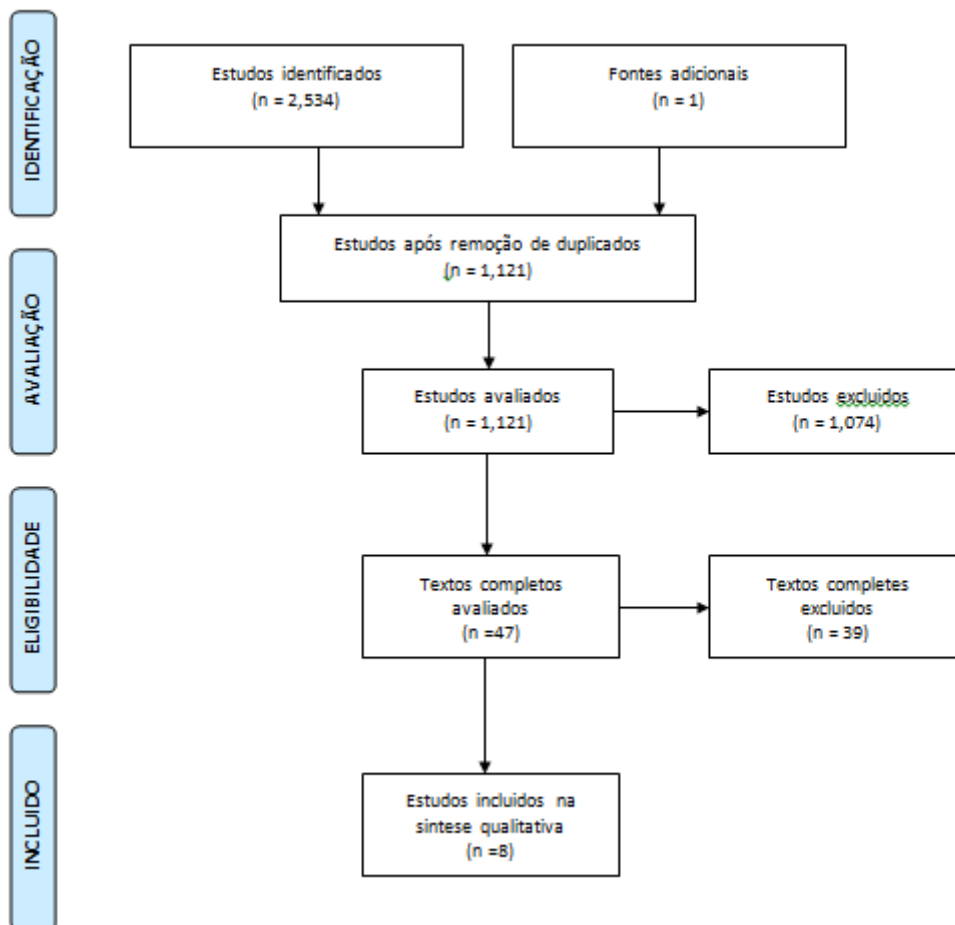 IDENTIFICAÇÃO
Estudos identificados
(n = 2,534)
Fontes adicionais
(n = 1)
Estudos após remoção de duplicados
(n = 1,121)
AVALIAÇÃO
Estudos avaliados
(n = 1,121)
Estudos excluidos
(n = 1,074)
ELIGIBILIDADE
Textos completos
avaliados
(n =47)
Textos completes
excluidos
(n = 39)
INCLUIDO
Estudos incluidos na
sintese qualitativa
(n =8)